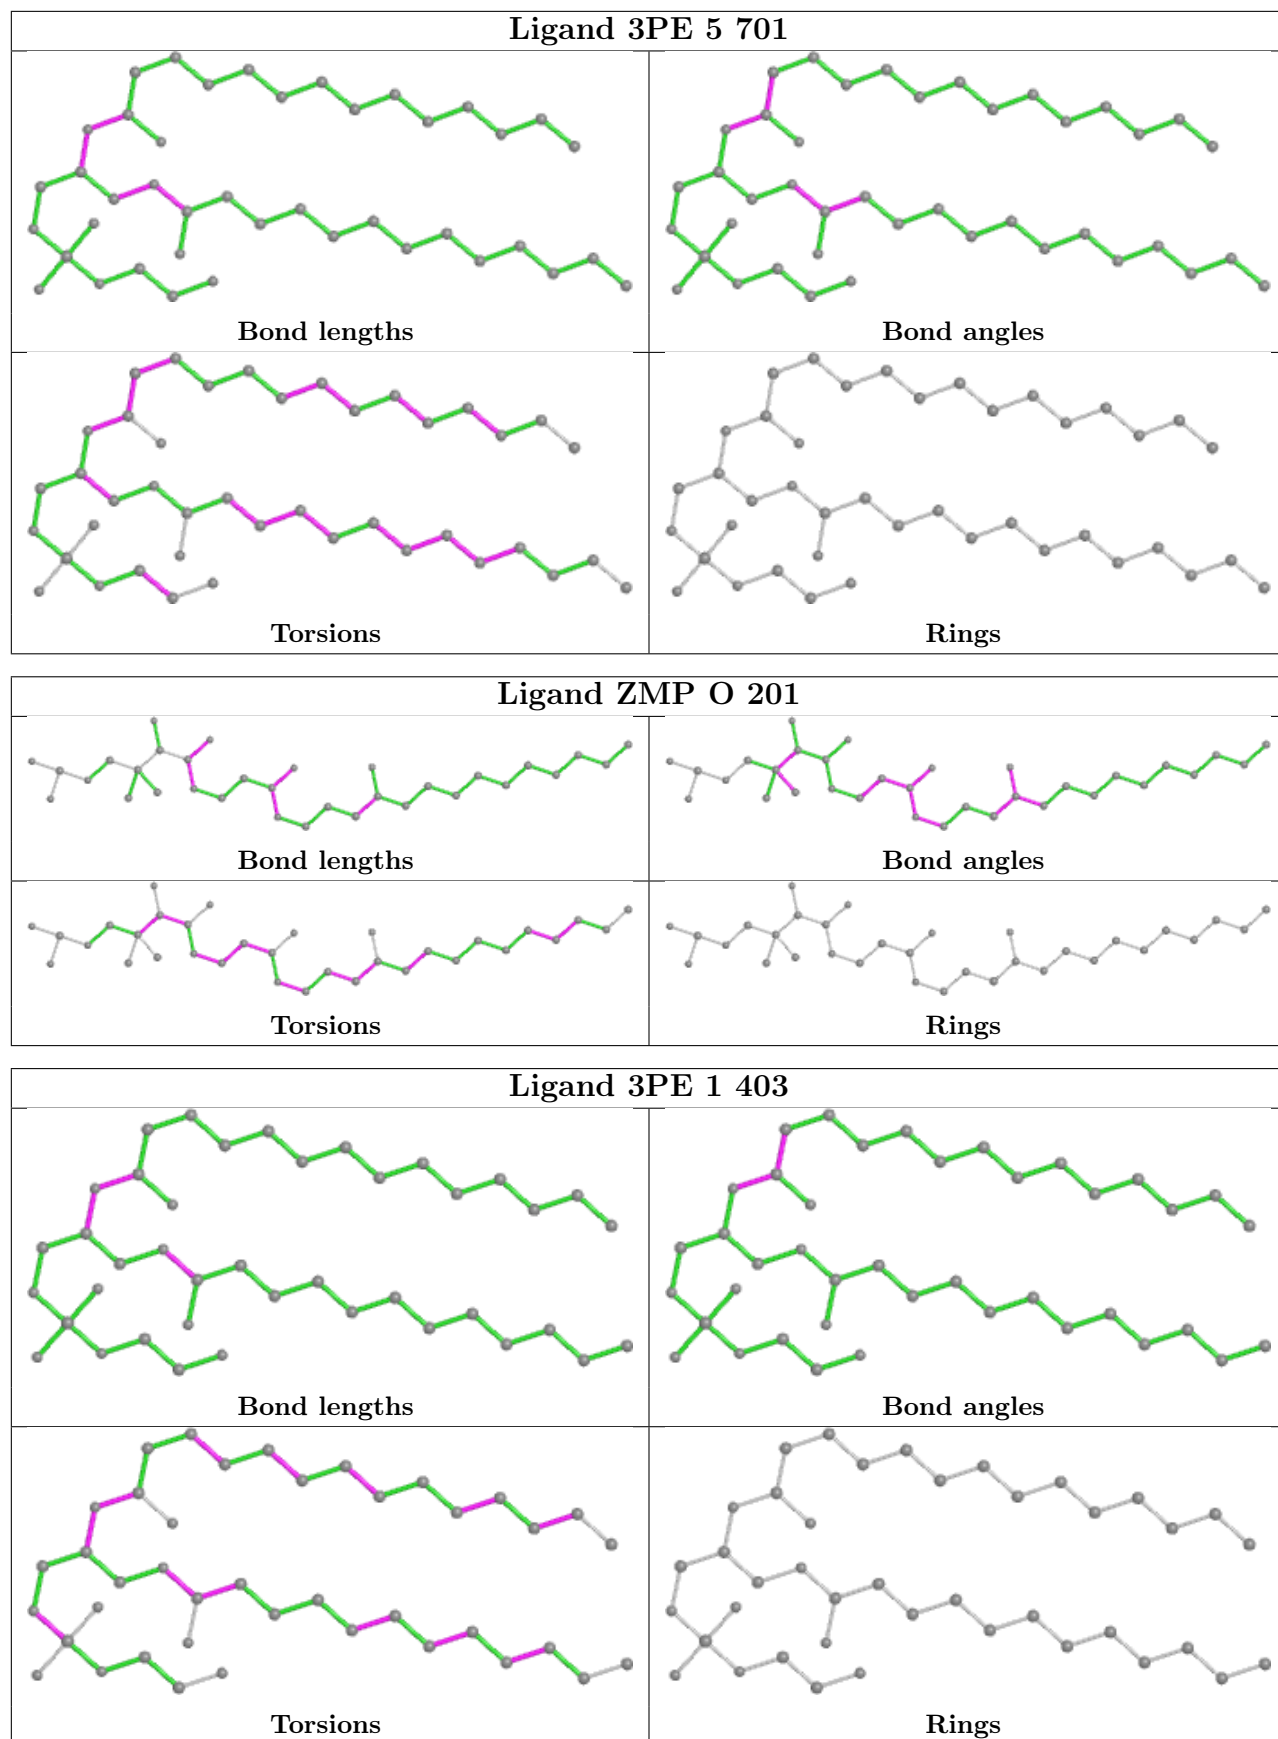 Ligand 3PE 5 701
Bond lengths
Bond angles
Torsions
Rings
Ligand ZMP O 201
Bond lengths
Bond angles
Torsions
Rings
Ligand 3PE 1 403
Bond lengths
Bond angles
Torsions
Rings